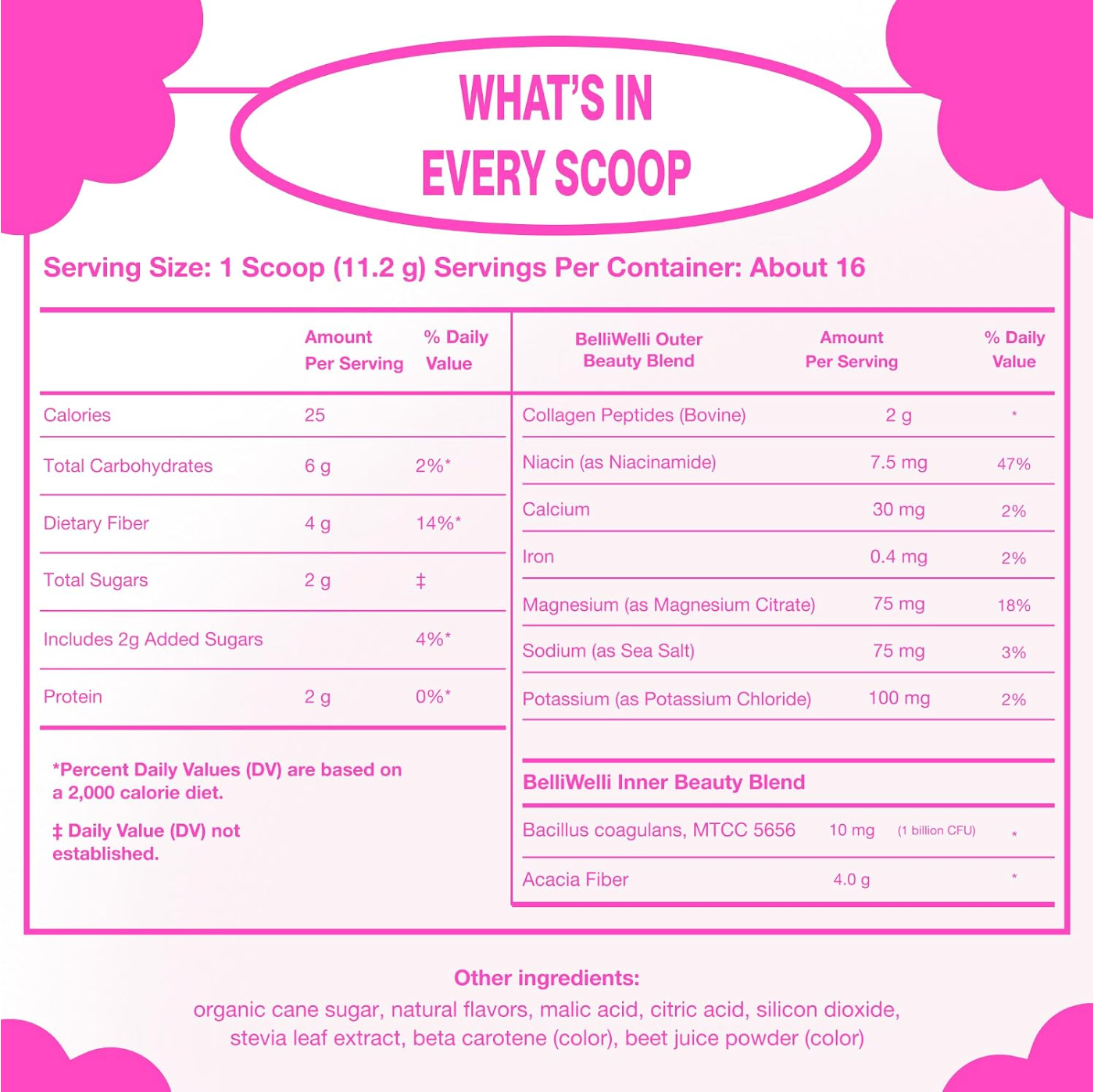 WHAT'S IN
EVERY SCOOP
Serving Size: 1 Scoop (11.2 g) Servings Per Container: About 16
Amount Per Serving % Daily Value
Calories 25
Total Carbohydrates 6 g 2%*
Dietary Fiber 4 g 14%*
Total Sugars 2 g ‡
Includes 2g Added Sugars 4%*
Protein 2 g 0%*
*Percent Daily Values (DV) are based on
a 2,000 calorie diet.
‡ Daily Value (DV) not
established.
BelliWelli Outer Beauty Blend Amount Per Serving % Daily Value
Collagen Peptides (Bovine) 2 g *
Niacin (as Niacinamide) 7.5 mg 47%
Calcium 30 mg 2%
Iron 0.4 mg 2%
Magnesium (as Magnesium Citrate) 75 mg 18%
Sodium (as Sea Salt) 75 mg 3%
Potassium (as Potassium Chloride) 100 mg 2%
BelliWelli Inner Beauty Blend
Bacillus coagulans, MTCC 5656 10 mg (1 billion CFU) *
Acacia Fiber 4.0 g *
Other ingredients:
organic cane sugar, natural flavors, malic acid, citric acid, silicon dioxide,
stevia leaf extract, beta carotene (color), beet juice powder (color)